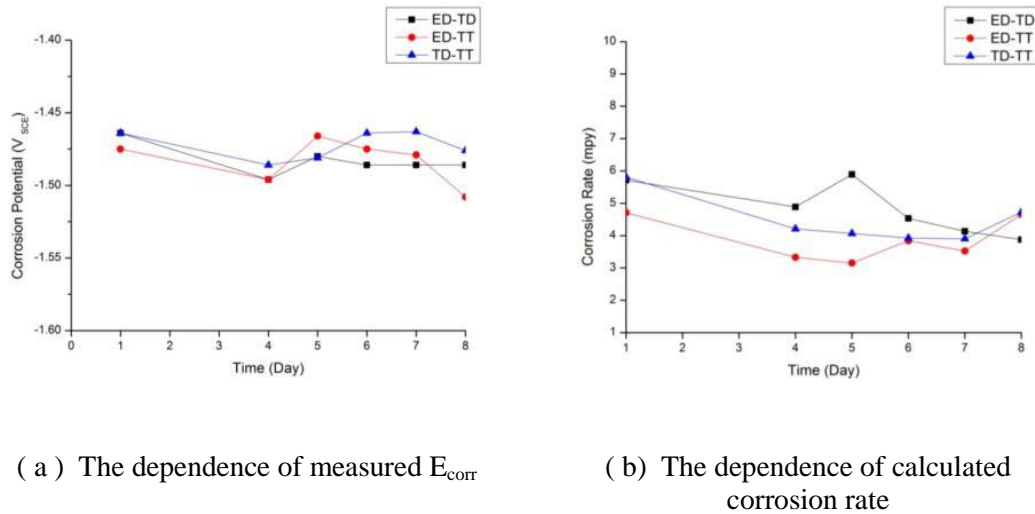 ED-TD
ED-TT
TD-TT
-1.40
-1.45
-1.50
-1.55
-1.60
Corrosion Potential (V SCE)
0 1 2 3 4 5 6 7 8
Time (Day)
ED-TD
ED-TT
TD-TT
10
9
8
7
6
5
4
3
2
1
Corrosion Rate (mpy)
1 2 3 4 5 6 7 8
Time (Day)
( a ) The dependence of measured Ecorr
( b) The dependence of calculated
corrosion rate